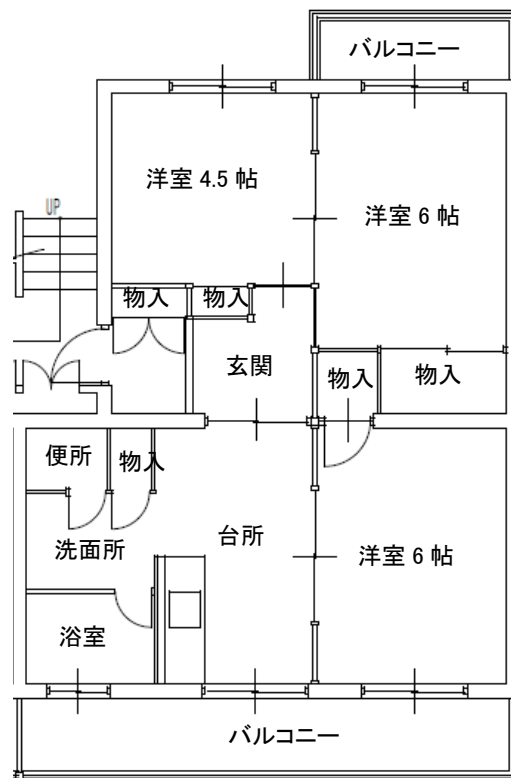 バルコニー
洋室 4.5 帖
洋室 6 帖
UP
物入
物入
玄関
物入
物入
便所
物入
洗面所
台所
洋室 6 帖
浴室
バルコニー